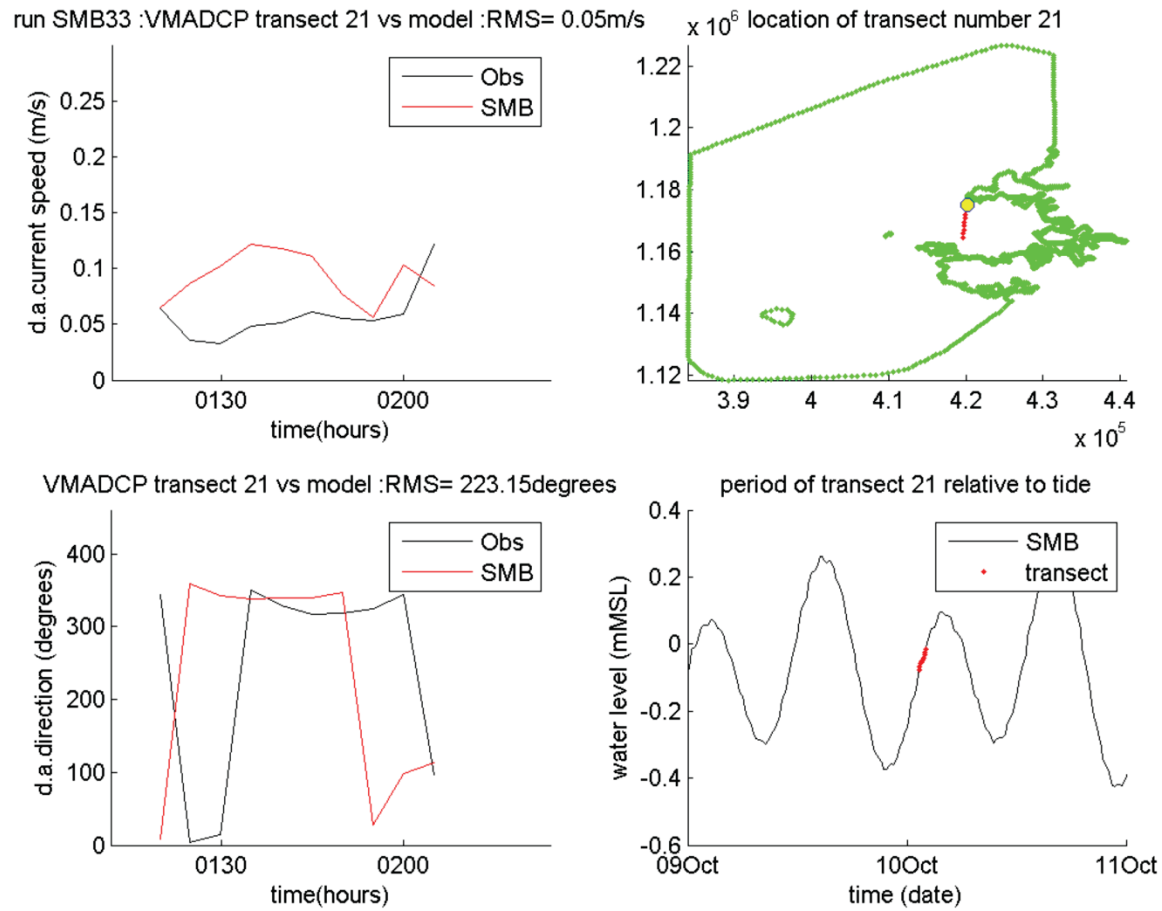 run SMB33 :VMADCP transect 21 vs model :RMS= 0.05m/s
Obs
SMB
0.25
0.2
0.15
0.1
0.05
0
d.a.current speed (m/s)
0130
0200
time(hours)
x 10^6 location of transect number 21
1.22
1.2
1.18
1.16
1.14
1.12
3.9
4
4.1
4.2
4.3
4.4
x 10^5
VMADCP transect 21 vs model :RMS= 223.15degrees
Obs
SMB
400
300
200
100
0
d.a.direction (degrees)
0130
0200
time(hours)
period of transect 21 relative to tide
SMB
transect
0.4
0.2
0
-0.2
-0.4
-0.6
water level (mMSL)
09Oct
10Oct
11Oct
time (date)